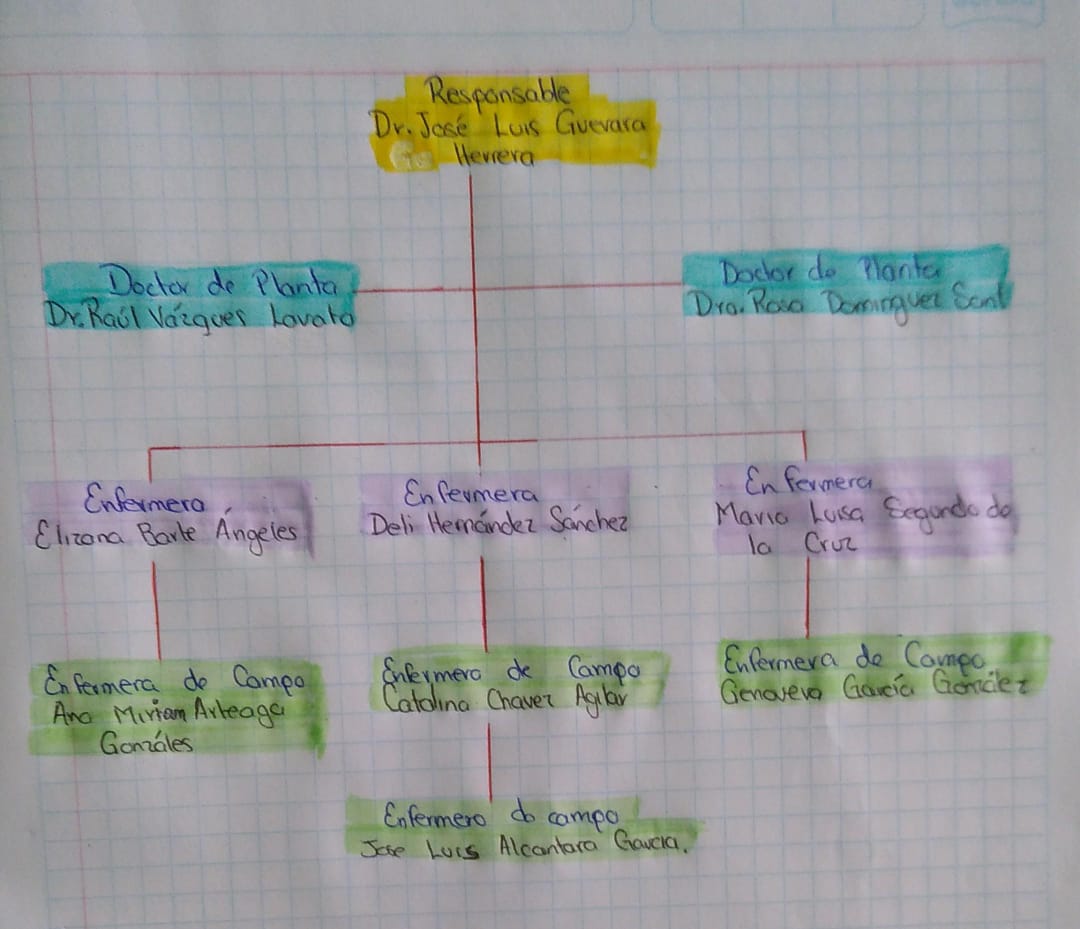 Responsable
Dr. José Luis Guevara
Herrera
Doctor de Planta
Dr. Raúl Vázques Lovato
Doctor de Planta
Dra. Rosa Dominguez Sant
Enfermera
Elizana Barte Ángeles
Enfermera
Deli Hernández Sánchez
Enfermera
Maria Luisa Segundo de
la Cruz
Enfermera de Campo
Ana Miriam Arteaga
Gonzáles
Enfermera de Campo
Catalina Chavez Agilar
Enfermera de Campo
Genoveva García González
Enfermero de campo
Jose Luis Alcantara Garcia.